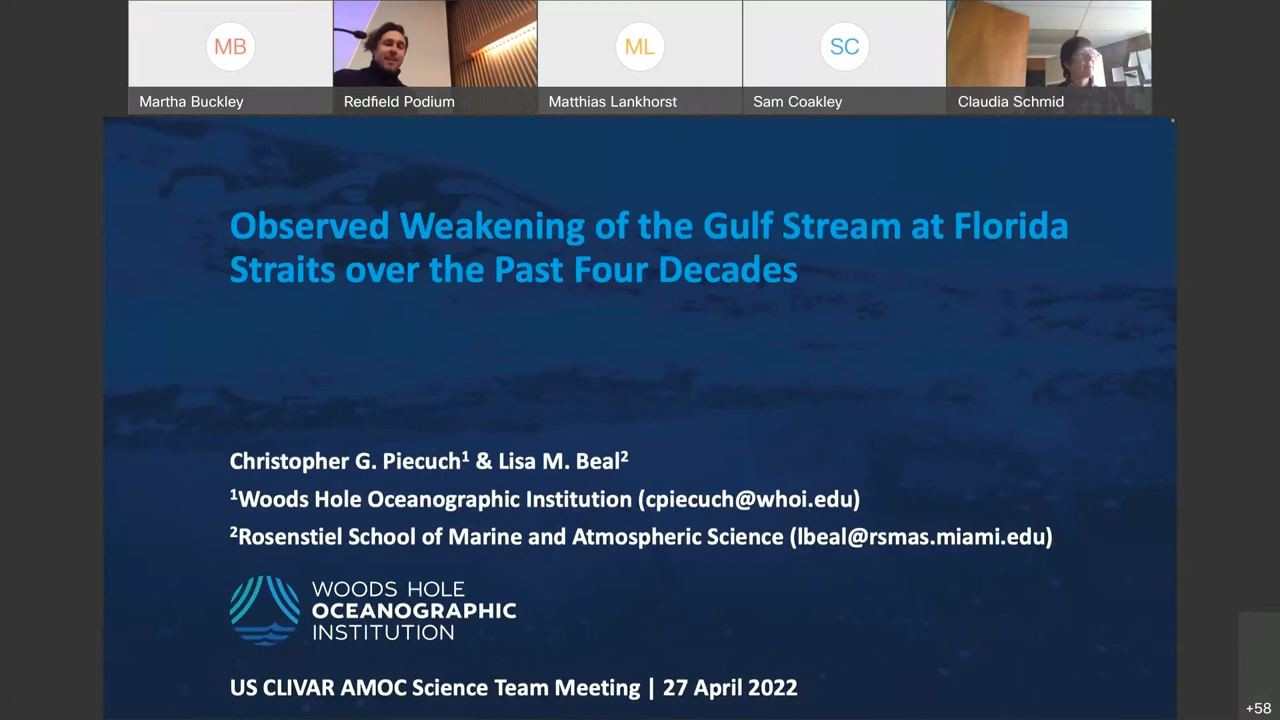 MB
ML
SC
Martha Buckley
Redfield Podium
Matthias Lankhorst
Sam Coakley
Claudia Schmid
Observed Weakening of the Gulf Stream at Florida
Straits over the Past Four Decades
Christopher G. Piecuch¹ & Lisa M. Beal²
¹Woods Hole Oceanographic Institution (cpiecuch@whoi.edu)
²Rosenstiel School of Marine and Atmospheric Science (lbeal@rsmas.miami.edu)
WOODS HOLE
OCEANOGRAPHIC
INSTITUTION
US CLIVAR AMOC Science Team Meeting | 27 April 2022
+58